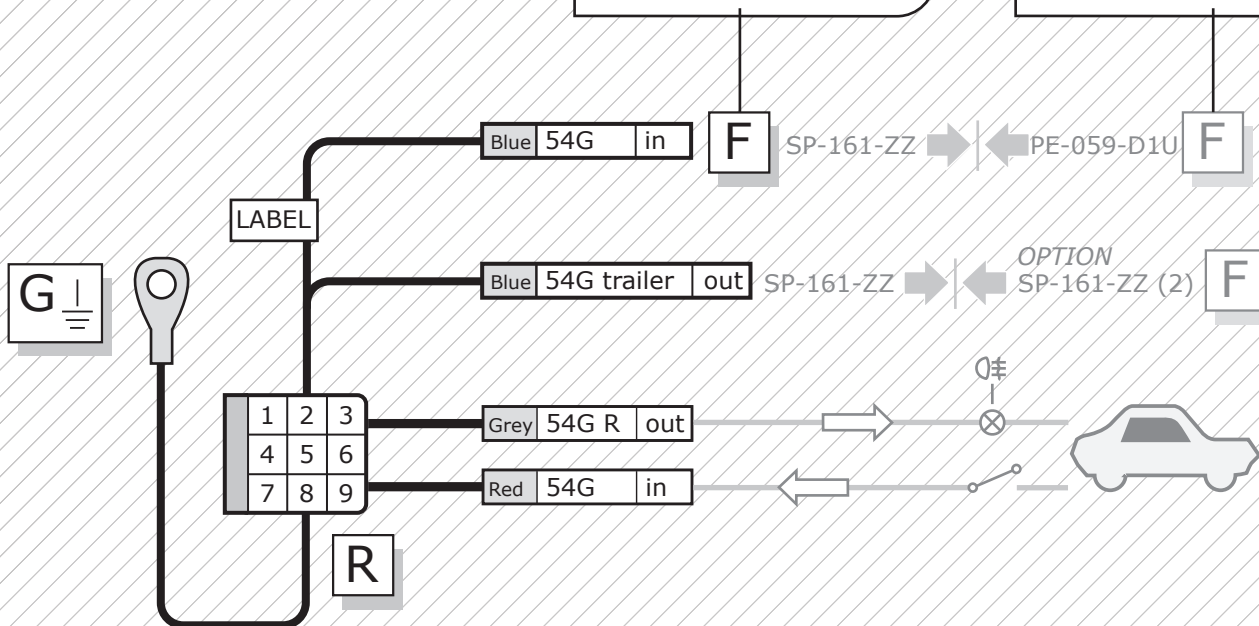 Blue 54G in F SP-161-ZZ PE-059-D1U F
LABEL
OPTION
G Blue 54G trailer out SP-161-ZZ SP-161-ZZ (2) F
1 2 3 Grey 54G R out
4 5 6
7 8 9 Red 54G in
R